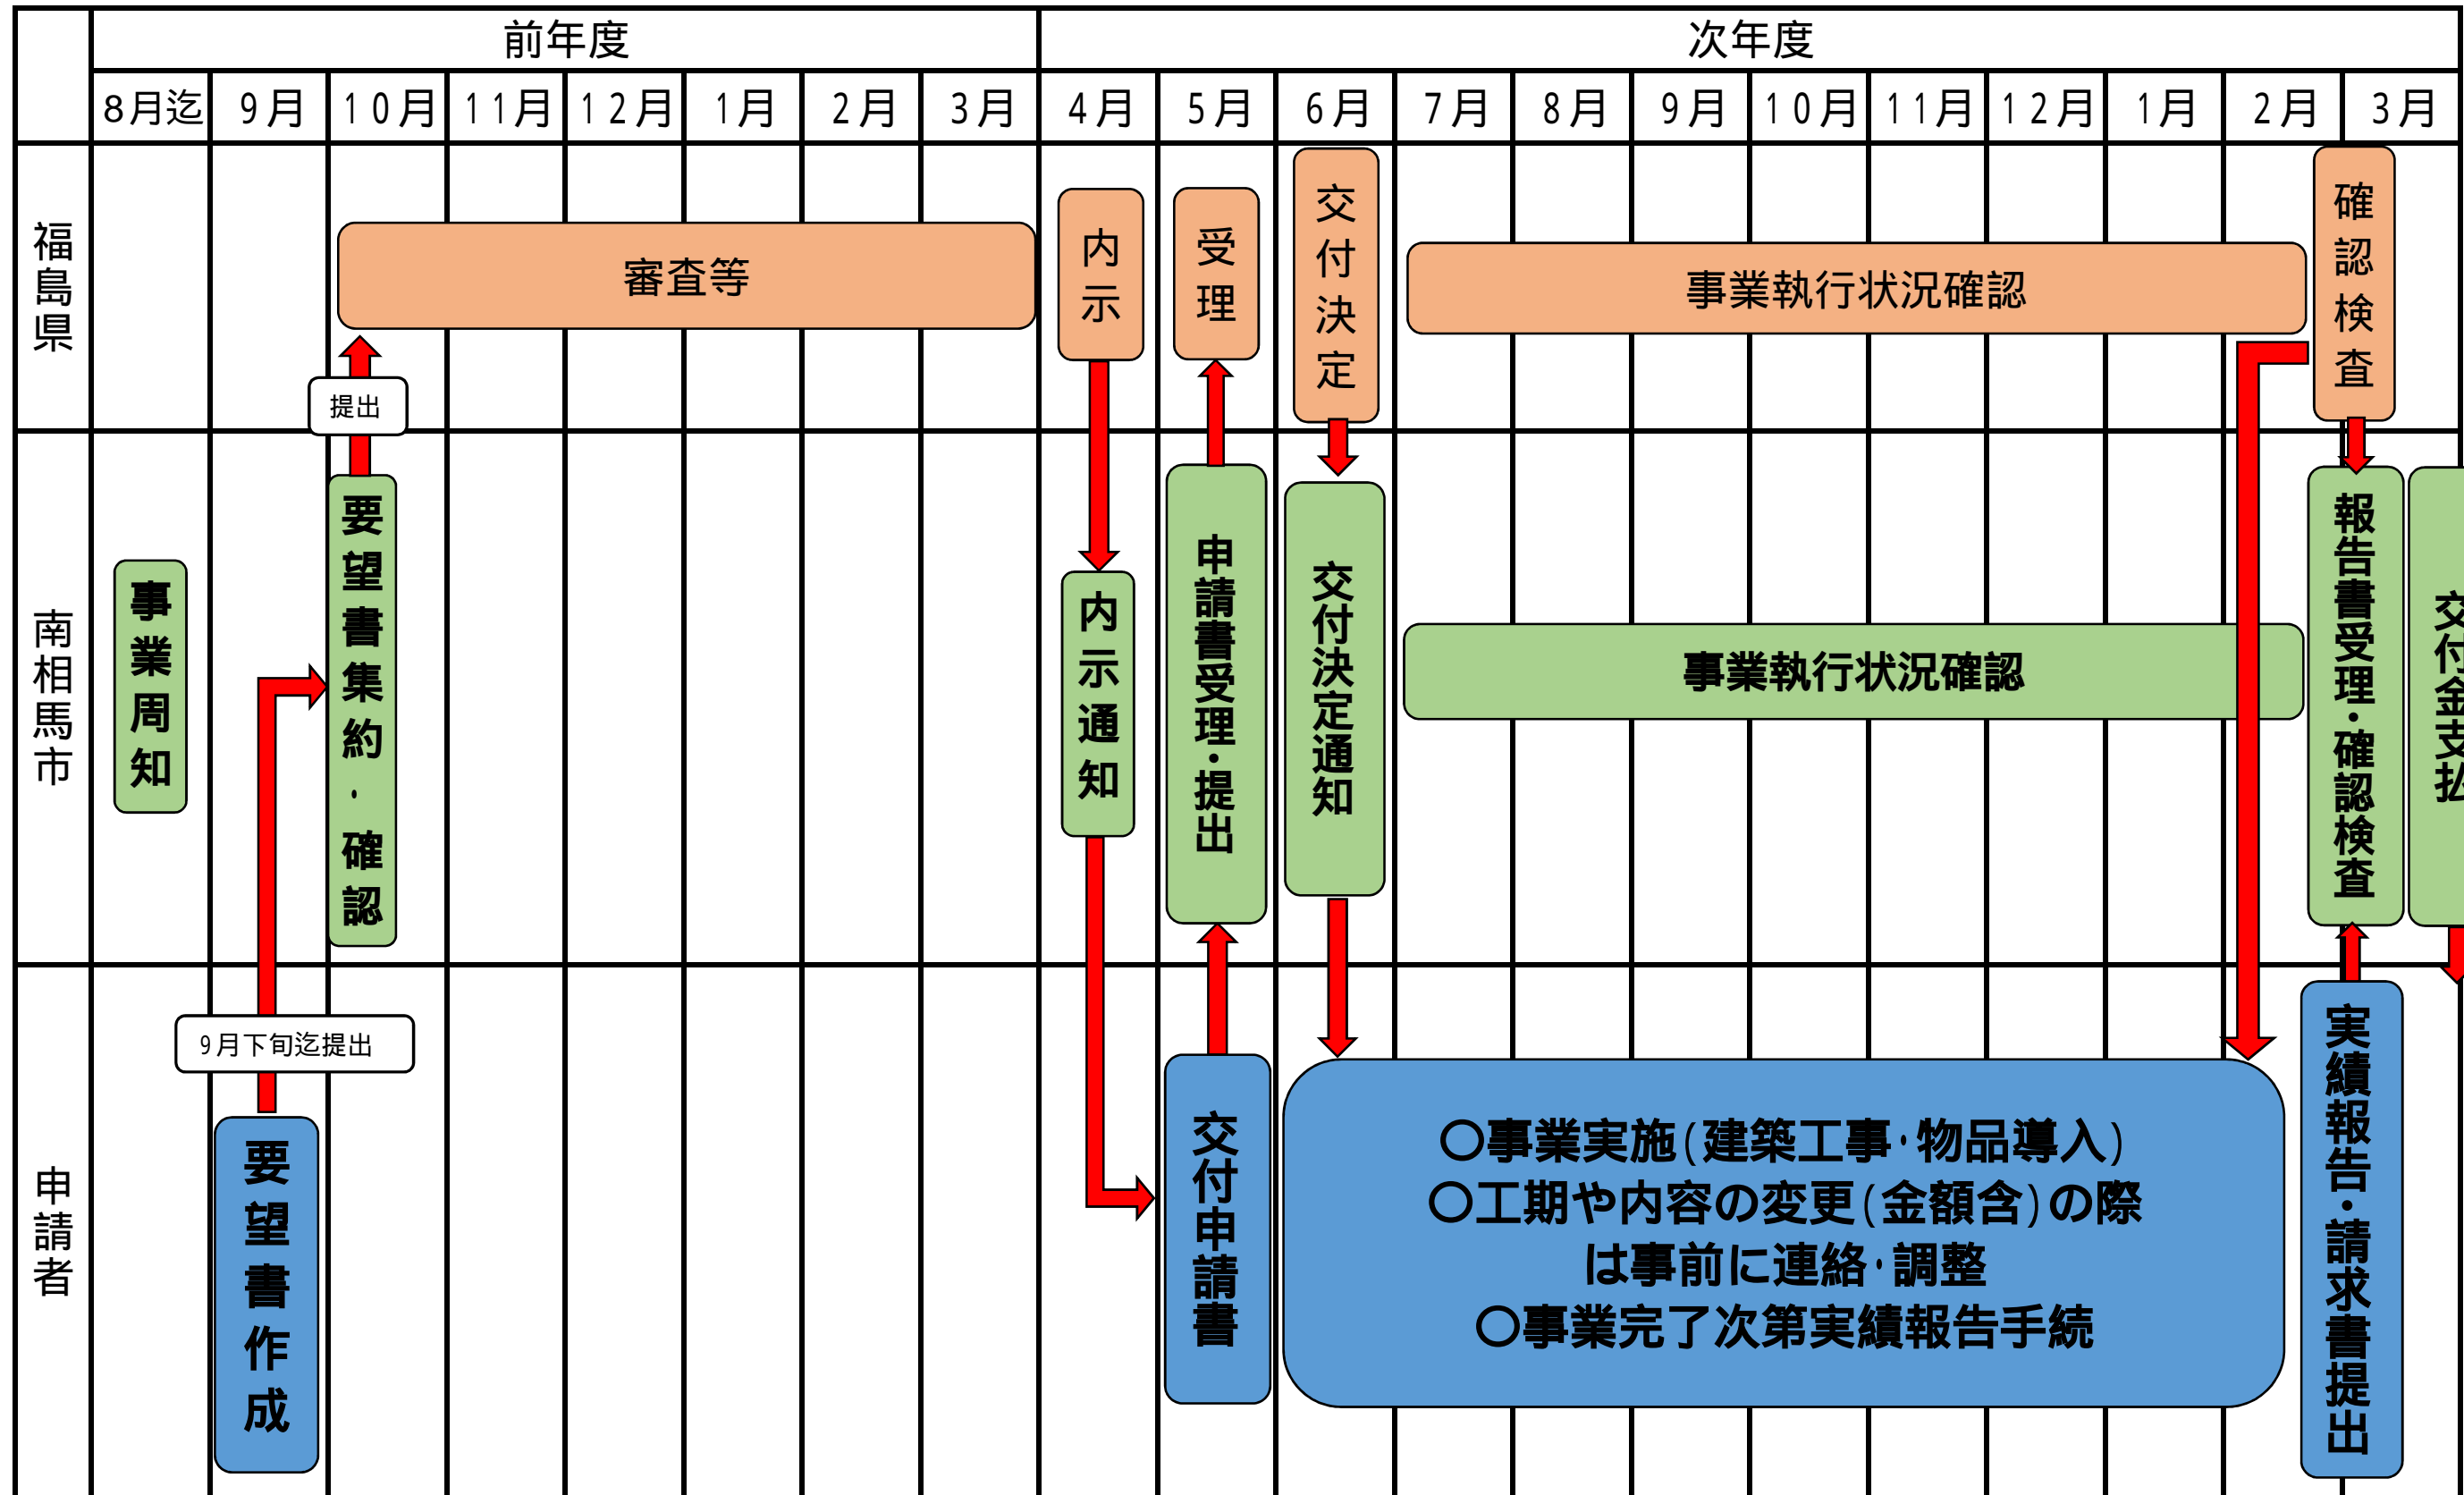 前年度
次年度
8月迄
9月
10月
11月
12月
1月
2月
3月
4月
5月
6月
7月
8月
9月
10月
11月
12月
1月
2月
3月
福島県
審査等
内示
受理
交付決定
事業執行状況確認
確認検査
提出
南相馬市
事業周知
要望書集約・確認
内示通知
申請書受理・提出
交付決定通知
事業執行状況確認
報告書受理・確認検査
交付金支払
申請者
9月下旬迄提出
要望書作成
交付申請書
〇事業実施(建築工事・物品導入)
〇工期や内容の変更(金額含)の際
は事前に連絡・調整
〇事業完了次第実績報告手続
実績報告・請求書提出